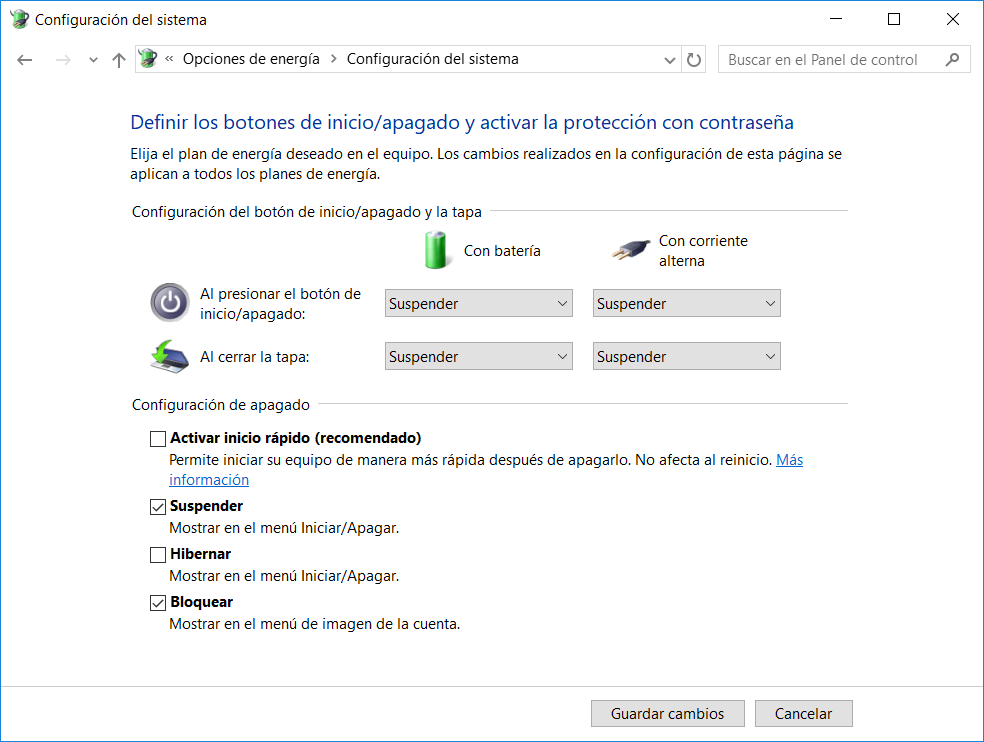 Configuración del sistema
« Opciones de energía > Configuración del sistema
Buscar en el Panel de control
Definir los botones de inicio/apagado y activar la protección con contraseña
Elija el plan de energía deseado en el equipo. Los cambios realizados en la configuración de esta página se
aplican a todos los planes de energía.
Configuración del botón de inicio/apagado y la tapa
Con batería
Con corriente
alterna
Al presionar el botón de
inicio/apagado:
Suspender
Suspender
Al cerrar la tapa:
Suspender
Suspender
Configuración de apagado
Activar inicio rápido (recomendado)
Permite iniciar su equipo de manera más rápida después de apagarlo. No afecta al reinicio. Más
información
Suspender
Mostrar en el menú Iniciar/Apagar.
Hibernar
Mostrar en el menú Iniciar/Apagar.
Bloquear
Mostrar en el menú de imagen de la cuenta.
Guardar cambios
Cancelar